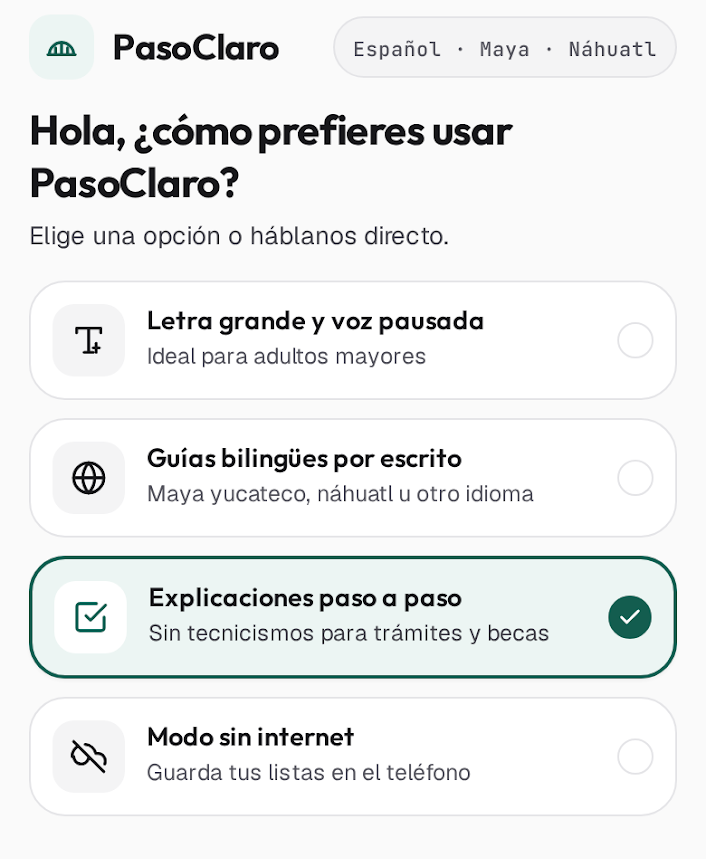 PasoClaro
Español · Maya · Náhuatl
Hola, ¿cómo prefieres usar
PasoClaro?
Elige una opción o háblanos directo.
Letra grande y voz pausada
Ideal para adultos mayores
Guías bilingües por escrito
Maya yucateco, náhuatl u otro idioma
Explicaciones paso a paso
Sin tecnicismos para trámites y becas
Modo sin internet
Guarda tus listas en el teléfono